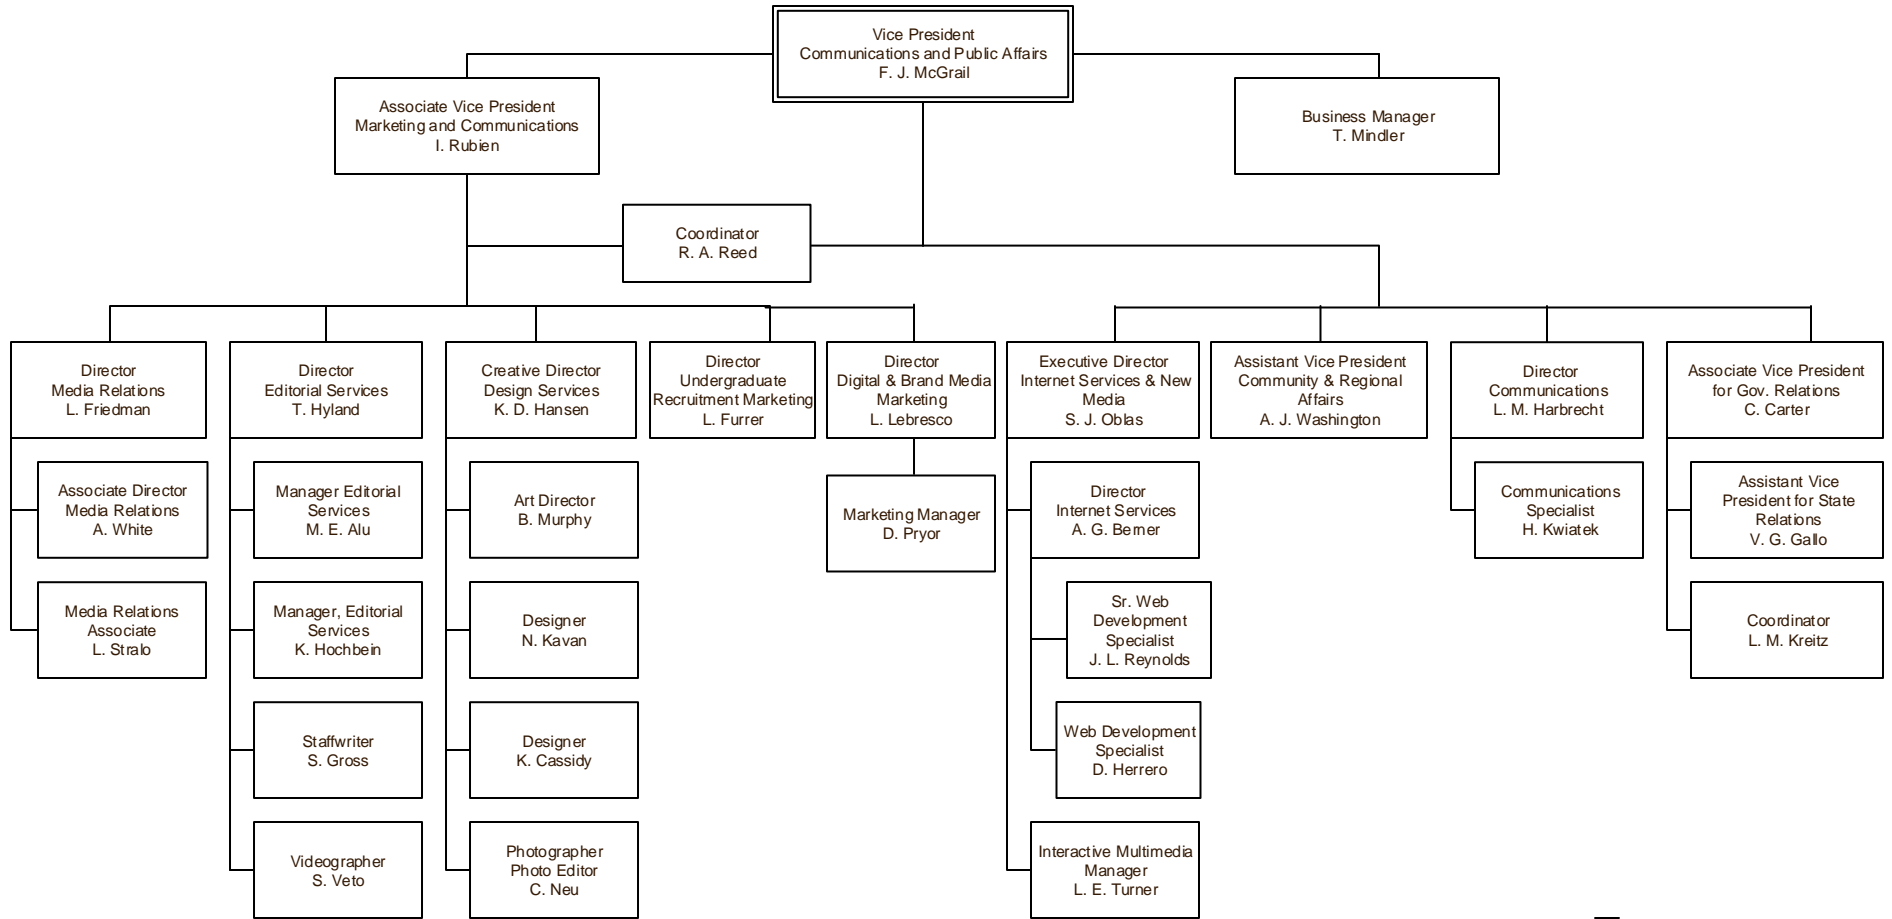 Vice President
Communications and Public Affairs
F. J. McGrail
Associate Vice President
Marketing and Communications
I. Rubien
Business Manager
T. Mindler
Coordinator
R. A. Reed
Director
Media Relations
L. Friedman
Director
Editorial Services
T. Hyland
Creative Director
Design Services
K. D. Hansen
Director
Undergraduate
Recruitment Marketing
L. Furrer
Director
Digital & Brand Media
Marketing
L. Lebresco
Executive Director
Internet Services & New
Media
S. J. Oblas
Assistant Vice President
Community & Regional
Affairs
A. J. Washington
Director
Communications
L. M. Harbrecht
Associate Vice President
for Gov. Relations
C. Carter
Associate Director
Media Relations
A. White
Manager Editorial
Services
M. E. Alu
Art Director
B. Murphy
Marketing Manager
D. Pryor
Director
Internet Services
A. G. Berner
Communications
Specialist
H. Kwiatek
Assistant Vice
President for State
Relations
V. G. Gallo
Media Relations
Associate
L. Stralo
Manager, Editorial
Services
K. Hochbein
Designer
N. Kavan
Sr. Web
Development
Specialist
J. L. Reynolds
Coordinator
L. M. Kreitz
Staffwriter
S. Gross
Designer
K. Cassidy
Web Development
Specialist
D. Herrero
Videographer
S. Veto
Photographer
Photo Editor
C. Neu
Interactive Multimedia
Manager
L. E. Turner